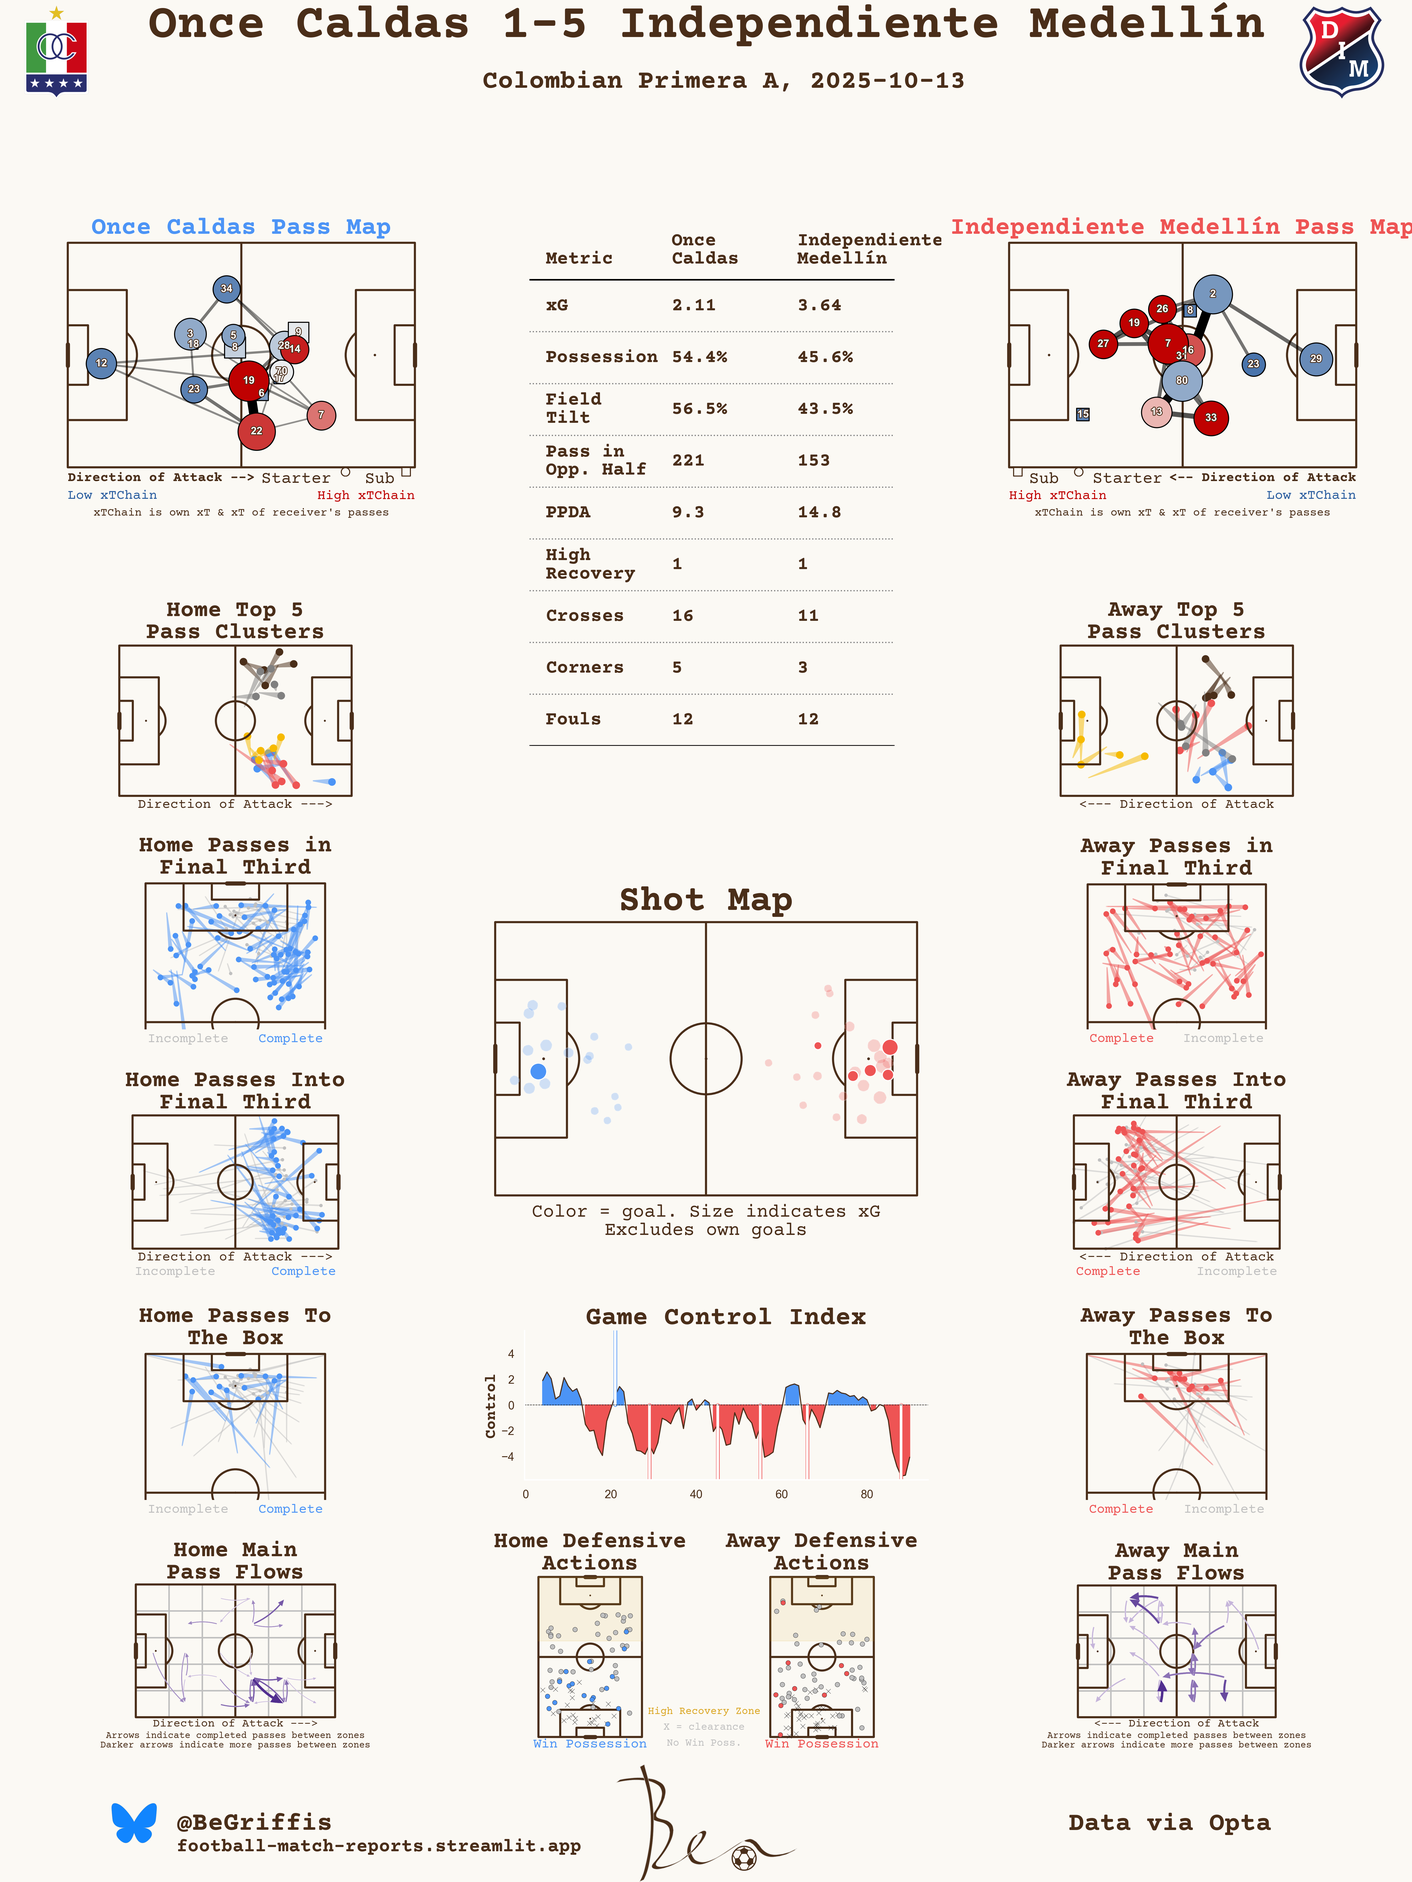 Once Caldas 1-5 Independiente Medellín
Colombian Primera A, 2025-10-13
OC
D
I
M
Once Caldas Pass Map
34
3
18
5
8
28
9
14
12
70
17
19
6
23
7
22
Direction of Attack --> Starter Sub
Low xTChain High xTChain
xTChain is own xT & xT of receiver's passes
Metric Once Caldas Independiente Medellín
xG 2.11 3.64
Possession 54.4% 45.6%
Field Tilt 56.5% 43.5%
Pass in Opp. Half 221 153
PPDA 9.3 14.8
High Recovery 1 1
Crosses 16 11
Corners 5 3
Fouls 12 12
Independiente Medellín Pass Map
2
26
8
19
27
7
16
31
29
23
80
13
33
15
Sub Starter <-- Direction of Attack
High xTChain Low xTChain
xTChain is own xT & xT of receiver's passes
Home Top 5
Pass Clusters
Direction of Attack --->
Away Top 5
Pass Clusters
<--- Direction of Attack
Home Passes in
Final Third
Incomplete Complete
Away Passes in
Final Third
Complete Incomplete
Shot Map
Color = goal. Size indicates xG
Excludes own goals
Home Passes Into
Final Third
Direction of Attack --->
Incomplete Complete
Away Passes Into
Final Third
<--- Direction of Attack
Complete Incomplete
Home Passes To
The Box
Incomplete Complete
Game Control Index
Control
4
2
0
−2
−4
0 20 40 60 80
Away Passes To
The Box
Complete Incomplete
Home Main
Pass Flows
Direction of Attack --->
Arrows indicate completed passes between zones
Darker arrows indicate more passes between zones
Home Defensive
Actions
Win Possession
High Recovery Zone
X = clearance
No Win Poss.
Away Defensive
Actions
Win Possession
Away Main
Pass Flows
<--- Direction of Attack
Arrows indicate completed passes between zones
Darker arrows indicate more passes between zones
@BeGriffis
football-match-reports.streamlit.app
Ben
Data via Opta